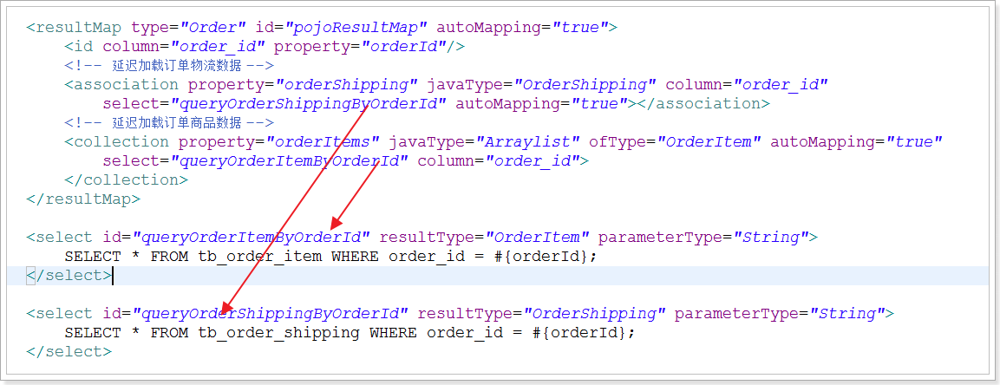 <resultMap type="Order" id="pojoResultMap" autoMapping="true">
<id column="order_id" property="orderId"/>
<!-- 延迟加载订单物流数据 -->
<association property="orderShipping" javaType="OrderShipping" column="order_id"
select="queryOrderShippingByOrderId" autoMapping="true"></association>
<!-- 延迟加载订单商品数据 -->
<collection property="orderItems" javaType="Arraylist" ofType="OrderItem" autoMapping="true"
select="queryOrderItemByOrderId" column="order_id">
</collection>
</resultMap>
<select id="queryOrderItemByOrderId" resultType="OrderItem" parameterType="String">
SELECT * FROM tb_order_item WHERE order_id = #{orderId};
</select>
<select id="queryOrderShippingByOrderId" resultType="OrderShipping" parameterType="String">
SELECT * FROM tb_order_shipping WHERE order_id = #{orderId};
</select>